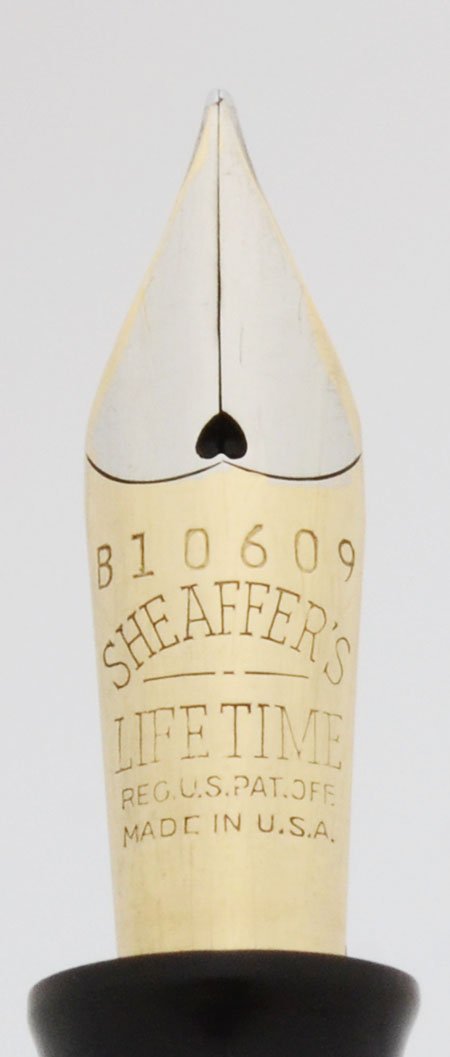 B10609
SHEAFFER'S
LIFETIME
REG.U.S.PAT.OFF.
MADE IN U.S.A.